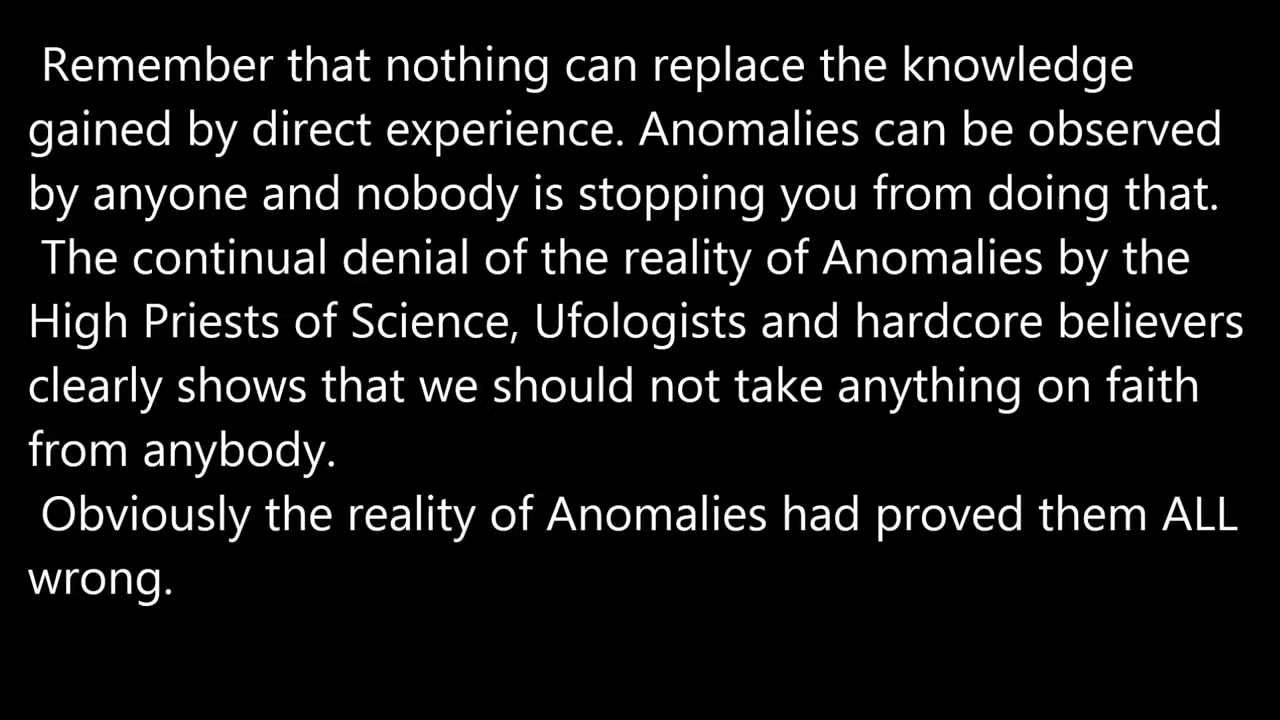 Remember that nothing can replace the knowledge
gained by direct experience. Anomalies can be observed
by anyone and nobody is stopping you from doing that.
The continual denial of the reality of Anomalies by the
High Priests of Science, Ufologists and hardcore believers
clearly shows that we should not take anything on faith
from anybody.
Obviously the reality of Anomalies had proved them ALL
wrong.